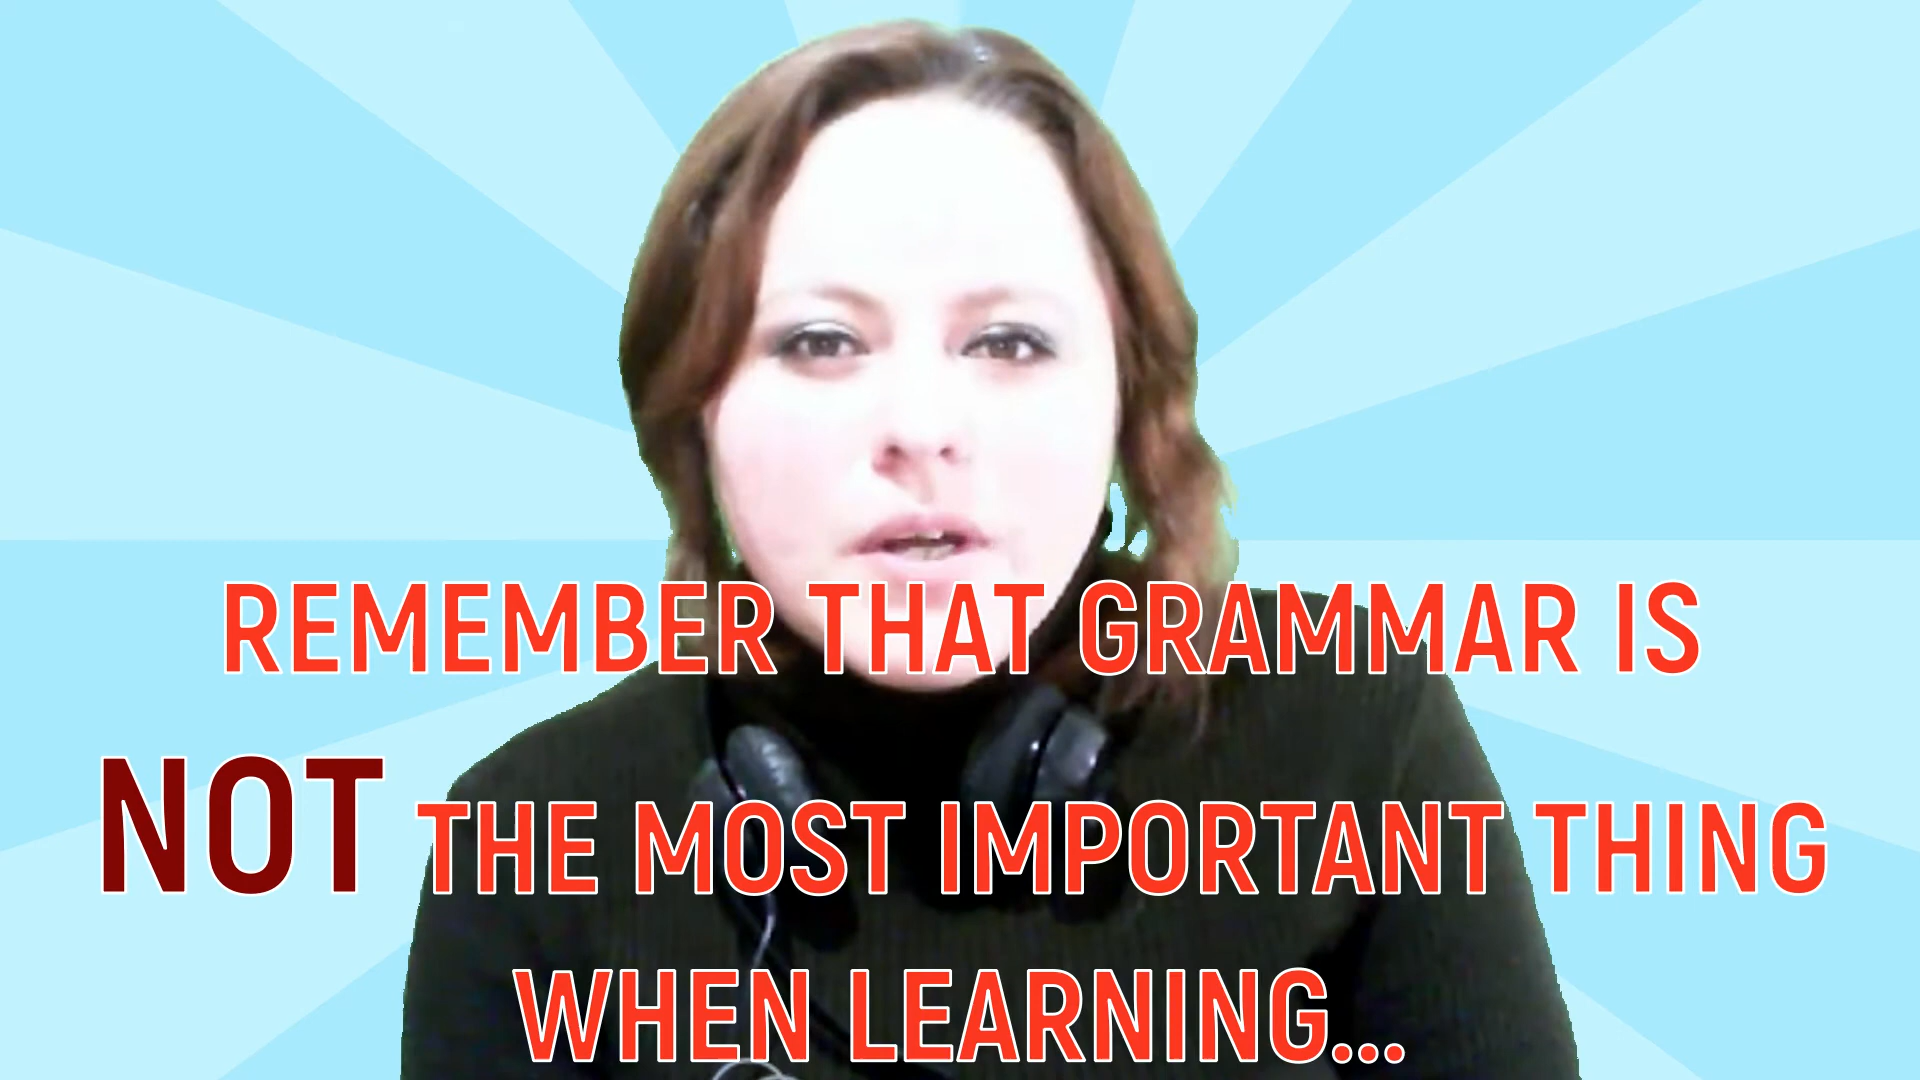 REMEMBER THAT GRAMMAR IS
NOT THE MOST IMPORTANT THING
WHEN LEARNING...